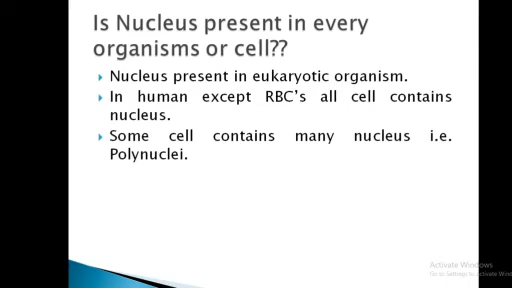 Is Nucleus present in every
organisms or cell??
Nucleus present in eukaryotic organism.
In human except RBC's all cell contains
nucleus.
Some cell contains many nucleus i.e.
Polynuclei.
Activate Windows
Go to Settings to Activate Wind